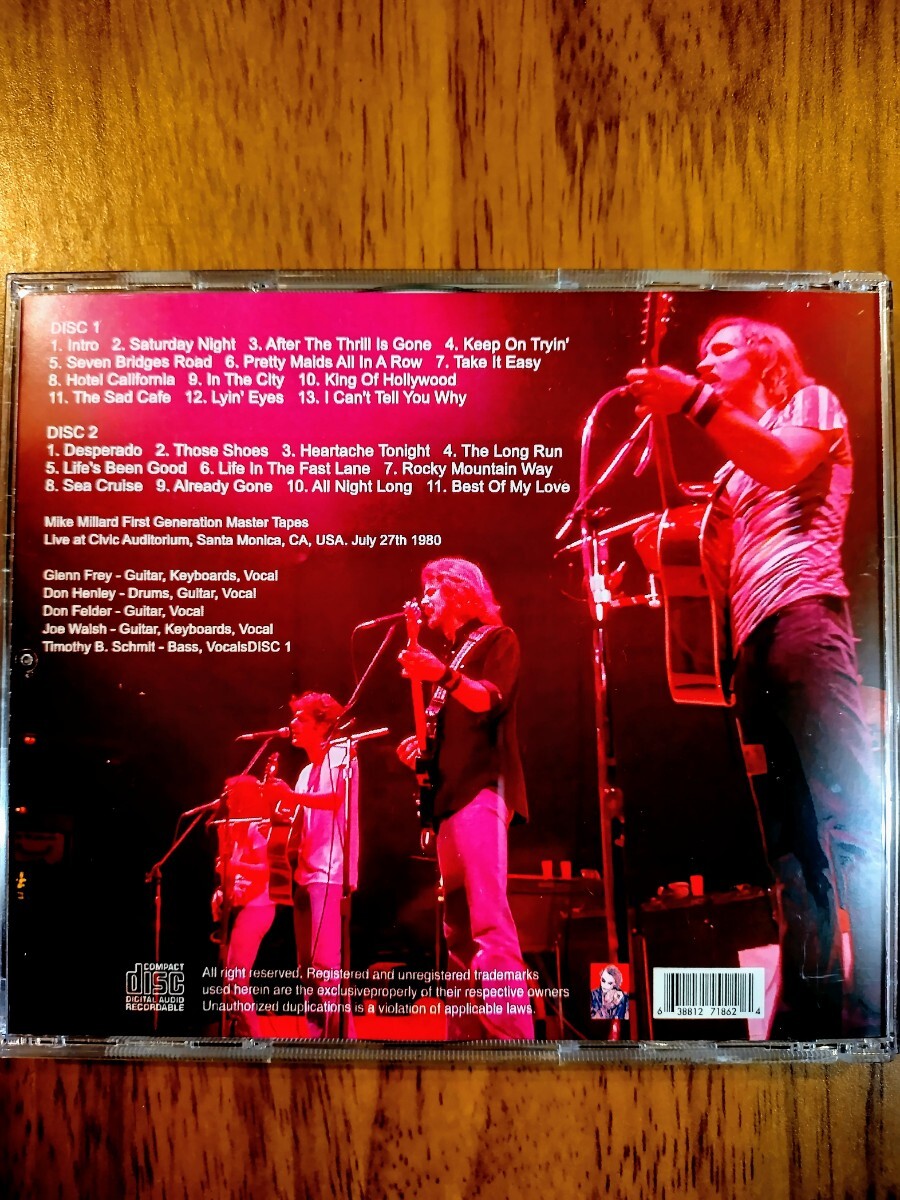 DISC 1
1. Intro 2. Saturday Night 3. After The Thrill Is Gone 4. Keep On Tryin'
5. Seven Bridges Road 6. Pretty Maids All In A Row 7. Take It Easy
8. Hotel California 9. In The City 10. King Of Hollywood
11. The Sad Cafe 12. Lyin' Eyes 13. I Can't Tell You Why
DISC 2
1. Desperado 2. Those Shoes 3. Heartache Tonight 4. The Long Run
5. Life's Been Good 6. Life In The Fast Lane 7. Rocky Mountain Way
8. Sea Cruise 9. Already Gone 10. All Night Long 11. Best Of My Love
Mike Millard First Generation Master Tapes
Live at Civic Auditorium, Santa Monica, CA, USA. July 27th 1980
Glenn Frey - Guitar, Keyboards, Vocal
Don Henley - Drums, Guitar, Vocal
Don Felder - Guitar, Vocal
Joe Walsh - Guitar, Keyboards, Vocal
Timothy B. Schmit - Bass, VocalsDISC 1
COMPACT
disc
DIGITAL AUDIO
RECORDABLE
All right reserved. Registered and unregistered trademarks
used herein are the exclusiveproperly of their respective owners
Unauthorized duplications is a violation of applicable laws.
6 38812 71862 4